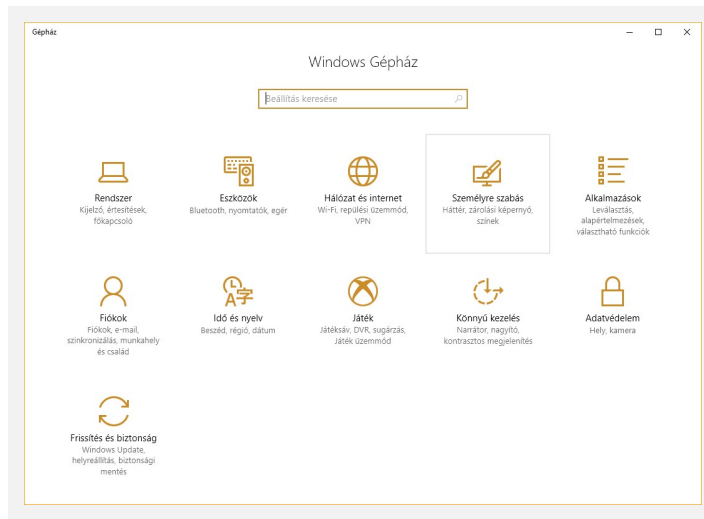 Gépház
Windows Gépház
Beállítás keresése
Rendszer
Kijelző, értesítések,
főkapcsoló
Eszközök
Bluetooth, nyomtatók, egér
Hálózat és internet
Wi-Fi, repülési üzemmód,
VPN
Személyre szabás
Háttér, zárolási képernyő,
színek
Alkalmazások
Leválasztás,
alapértelmezések,
választható funkciók
Fiókok
Fiókok, e-mail,
szinkronizálás, munkahely
és család
A字
Idő és nyelv
Beszéd, régió, dátum
Játék
Játéksáv, DVR, sugárzás,
Játék üzemmód
Könnyű kezelés
Narrátor, nagyító,
kontrasztos megjelenítés
Adatvédelem
Hely, kamera
Frissítés és biztonság
Windows Update,
helyreállítás, biztonsági
mentés